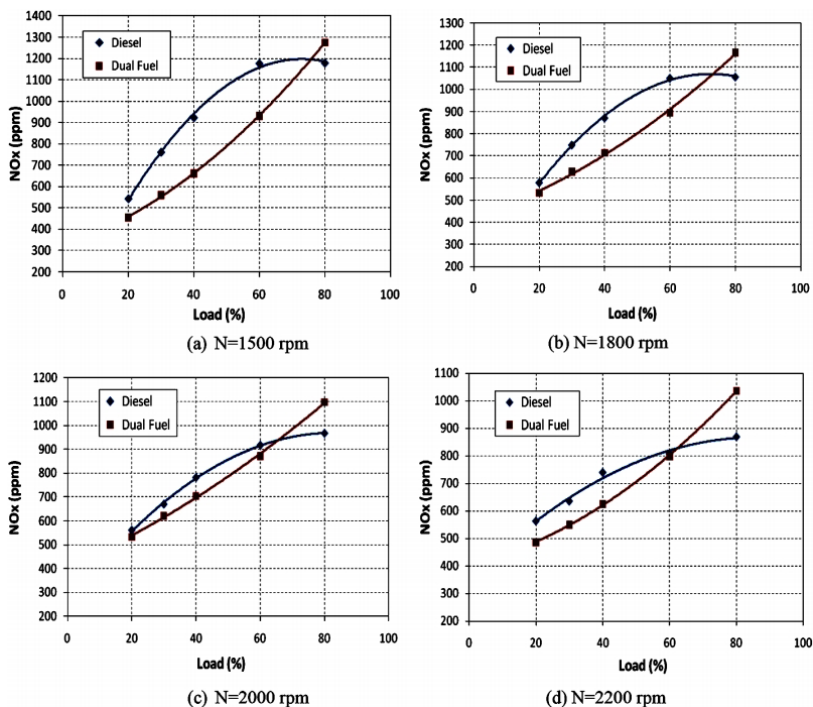 1400
1300
1200
1100
1000
900
800
700
600
500
400
300
200
NOx (ppm)
Diesel
Dual Fuel
0 20 40 60 80 100
Load (%)
(a) N=1500 rpm
1300
1200
1100
1000
900
800
700
600
500
400
300
200
NOx (ppm)
Diesel
Dual Fuel
0 20 40 60 80 100
Load (%)
(b) N=1800 rpm
1200
1100
1000
900
800
700
600
500
400
300
200
NOx (ppm)
Diesel
Dual Fuel
0 20 40 60 80 100
Load (%)
(c) N=2000 rpm
1100
1000
900
800
700
600
500
400
300
200
NOx (ppm)
Diesel
Dual Fuel
0 20 40 60 80 100
Load (%)
(d) N=2200 rpm